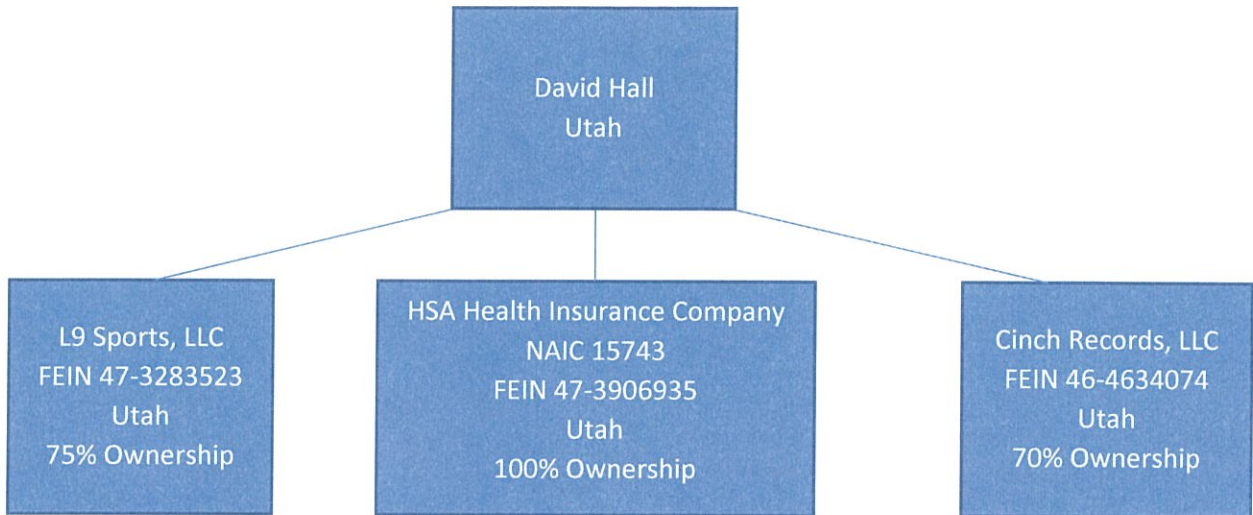 David Hall
Utah
L9 Sports, LLC
FEIN 47-3283523
Utah
75% Ownership
HSA Health Insurance Company
NAIC 15743
FEIN 47-3906935
Utah
100% Ownership
Cinch Records, LLC
FEIN 46-4634074
Utah
70% Ownership